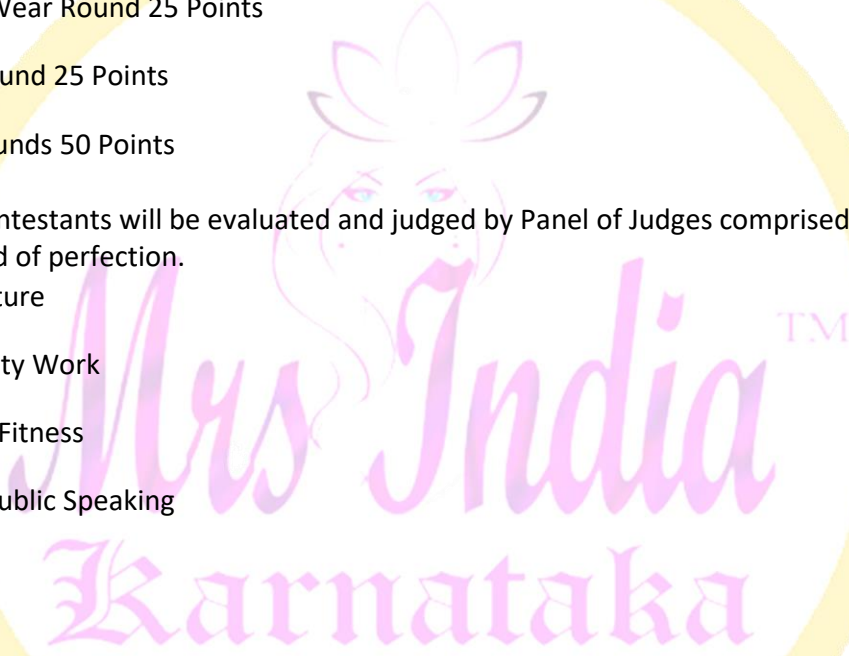 Wear Round 25 Points
und 25 Points
unds 50 Points
ntestants will be evaluated and judged by Panel of Judges comprised
d of perfection.
ture
ty Work
Fitness
ublic Speaking
Mrs India TM
Karnataka